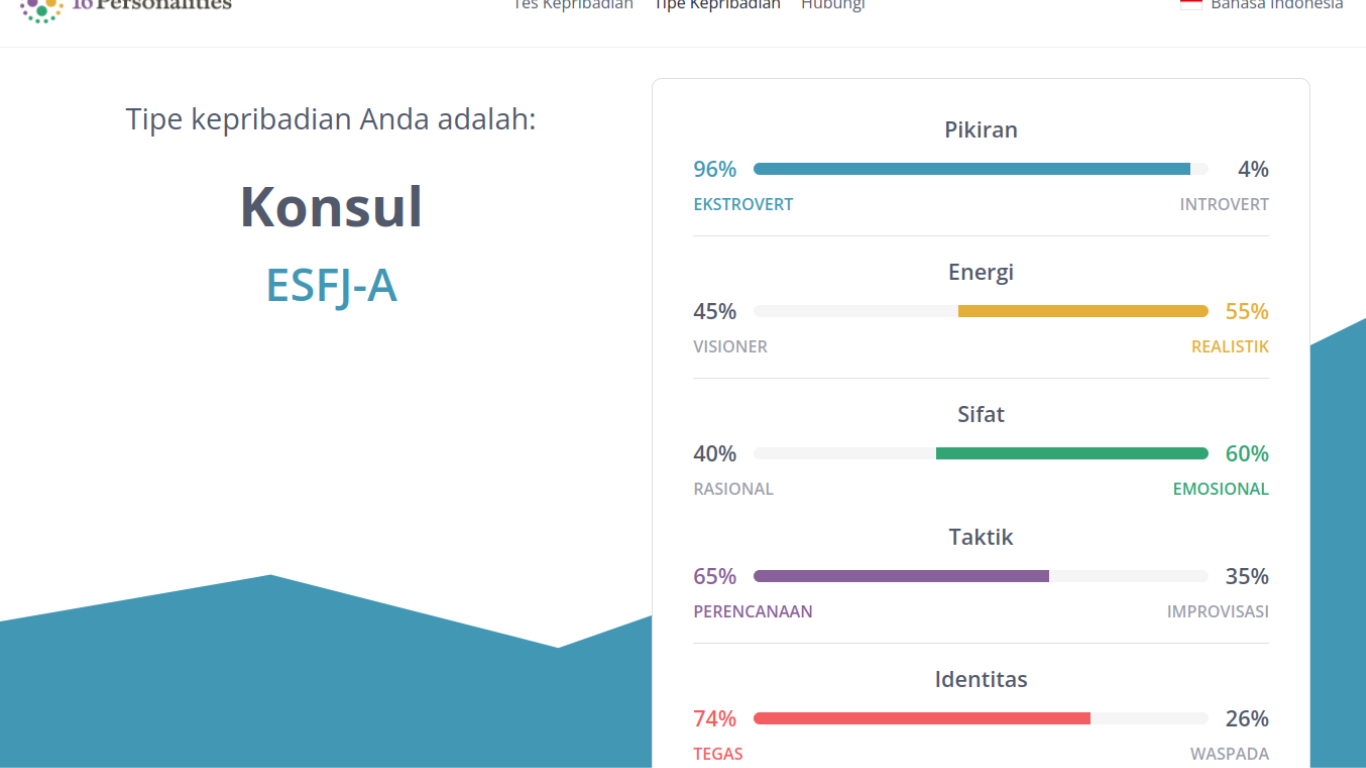 16Personalities
Tes Kepribadian Tipe Kepribadian Hubungi
Bahasa Indonesia
Tipe kepribadian Anda adalah:
Konsul
ESFJ-A
Pikiran
96% 4%
EKSTROVERT INTROVERT
Energi
45% 55%
VISIONER REALISTIK
Sifat
40% 60%
RASIONAL EMOSIONAL
Taktik
65% 35%
PERENCANAAN IMPROVISASI
Identitas
74% 26%
TEGAS WASPADA